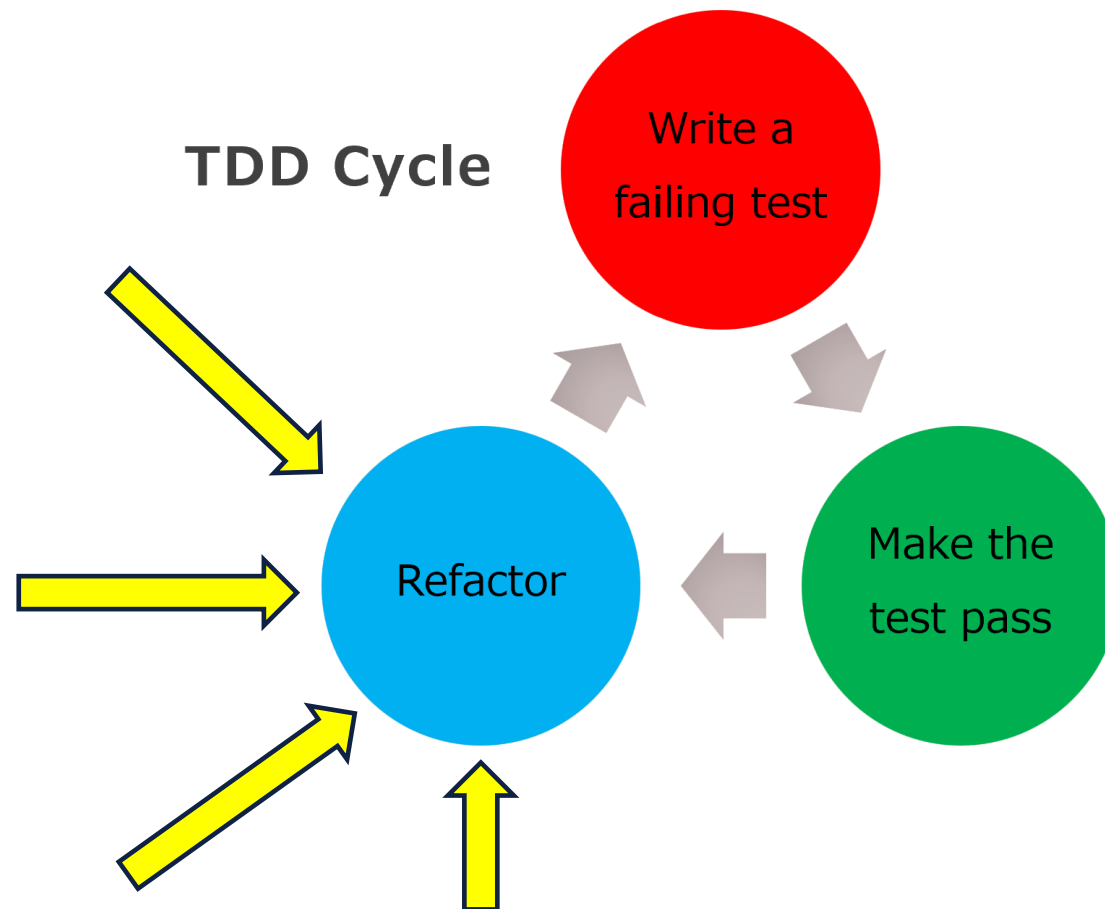 TDD Cycle
Write a
failing test
Make the
test pass
Refactor